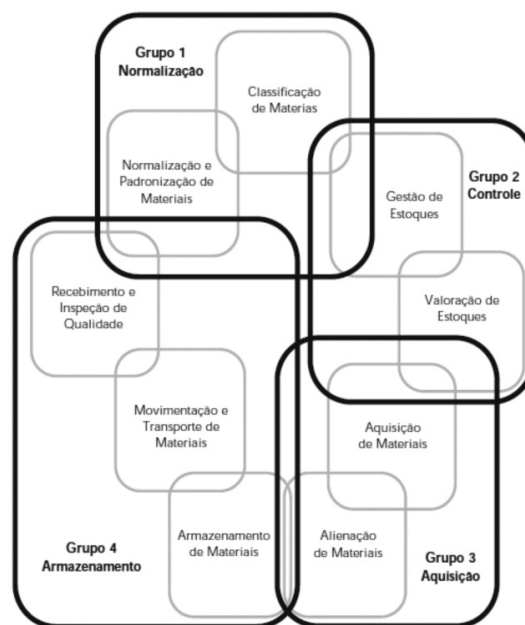 Grupo 1
Normalização
Classificação
de Materias
Normalização e
Padronização de
Materiais
Grupo 2
Controle
Gestão de
Estoques
Valoração de
Estoques
Recebimento e
Inspeção de
Qualidade
Movimentação e
Transporte de
Materiais
Aquisição
de Materiais
Armazenamento
de Materiais
Alienação
de Materiais
Grupo 4
Armazenamento
Grupo 3
Aquisição